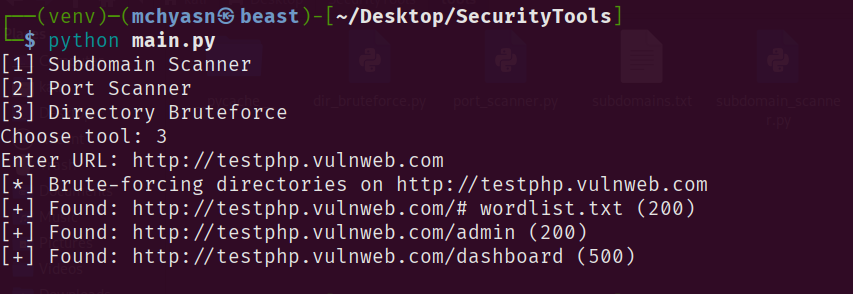 ┌──(venv)─(mchyasn㉿beast)-[~/Desktop/SecurityTools]
└─$ python main.py
[1] Subdomain Scanner
[2] Port Scanner
[3] Directory Bruteforce
Choose tool: 3
Enter URL: http://testphp.vulnweb.com
[*] Brute-forcing directories on http://testphp.vulnweb.com
[+] Found: http://testphp.vulnweb.com/# wordlist.txt (200)
[+] Found: http://testphp.vulnweb.com/admin (200)
[+] Found: http://testphp.vulnweb.com/dashboard (500)
dir_bruteforce.py
port_scanner.py
subdomains.txt
subdomain_scanne
r.py
Videos